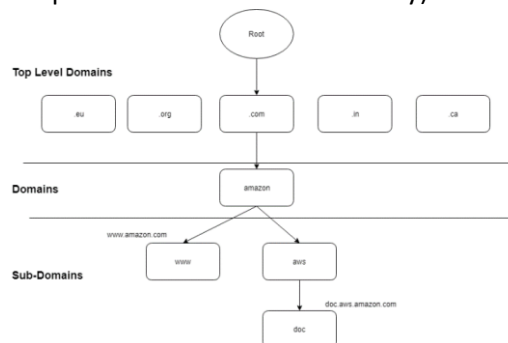 Root
Top Level Domains
.eu
.org
.com
.in
.ca
Domains
amazon
www.amazon.com
www
aws
Sub-Domains
doc.aws.amazon.com
doc